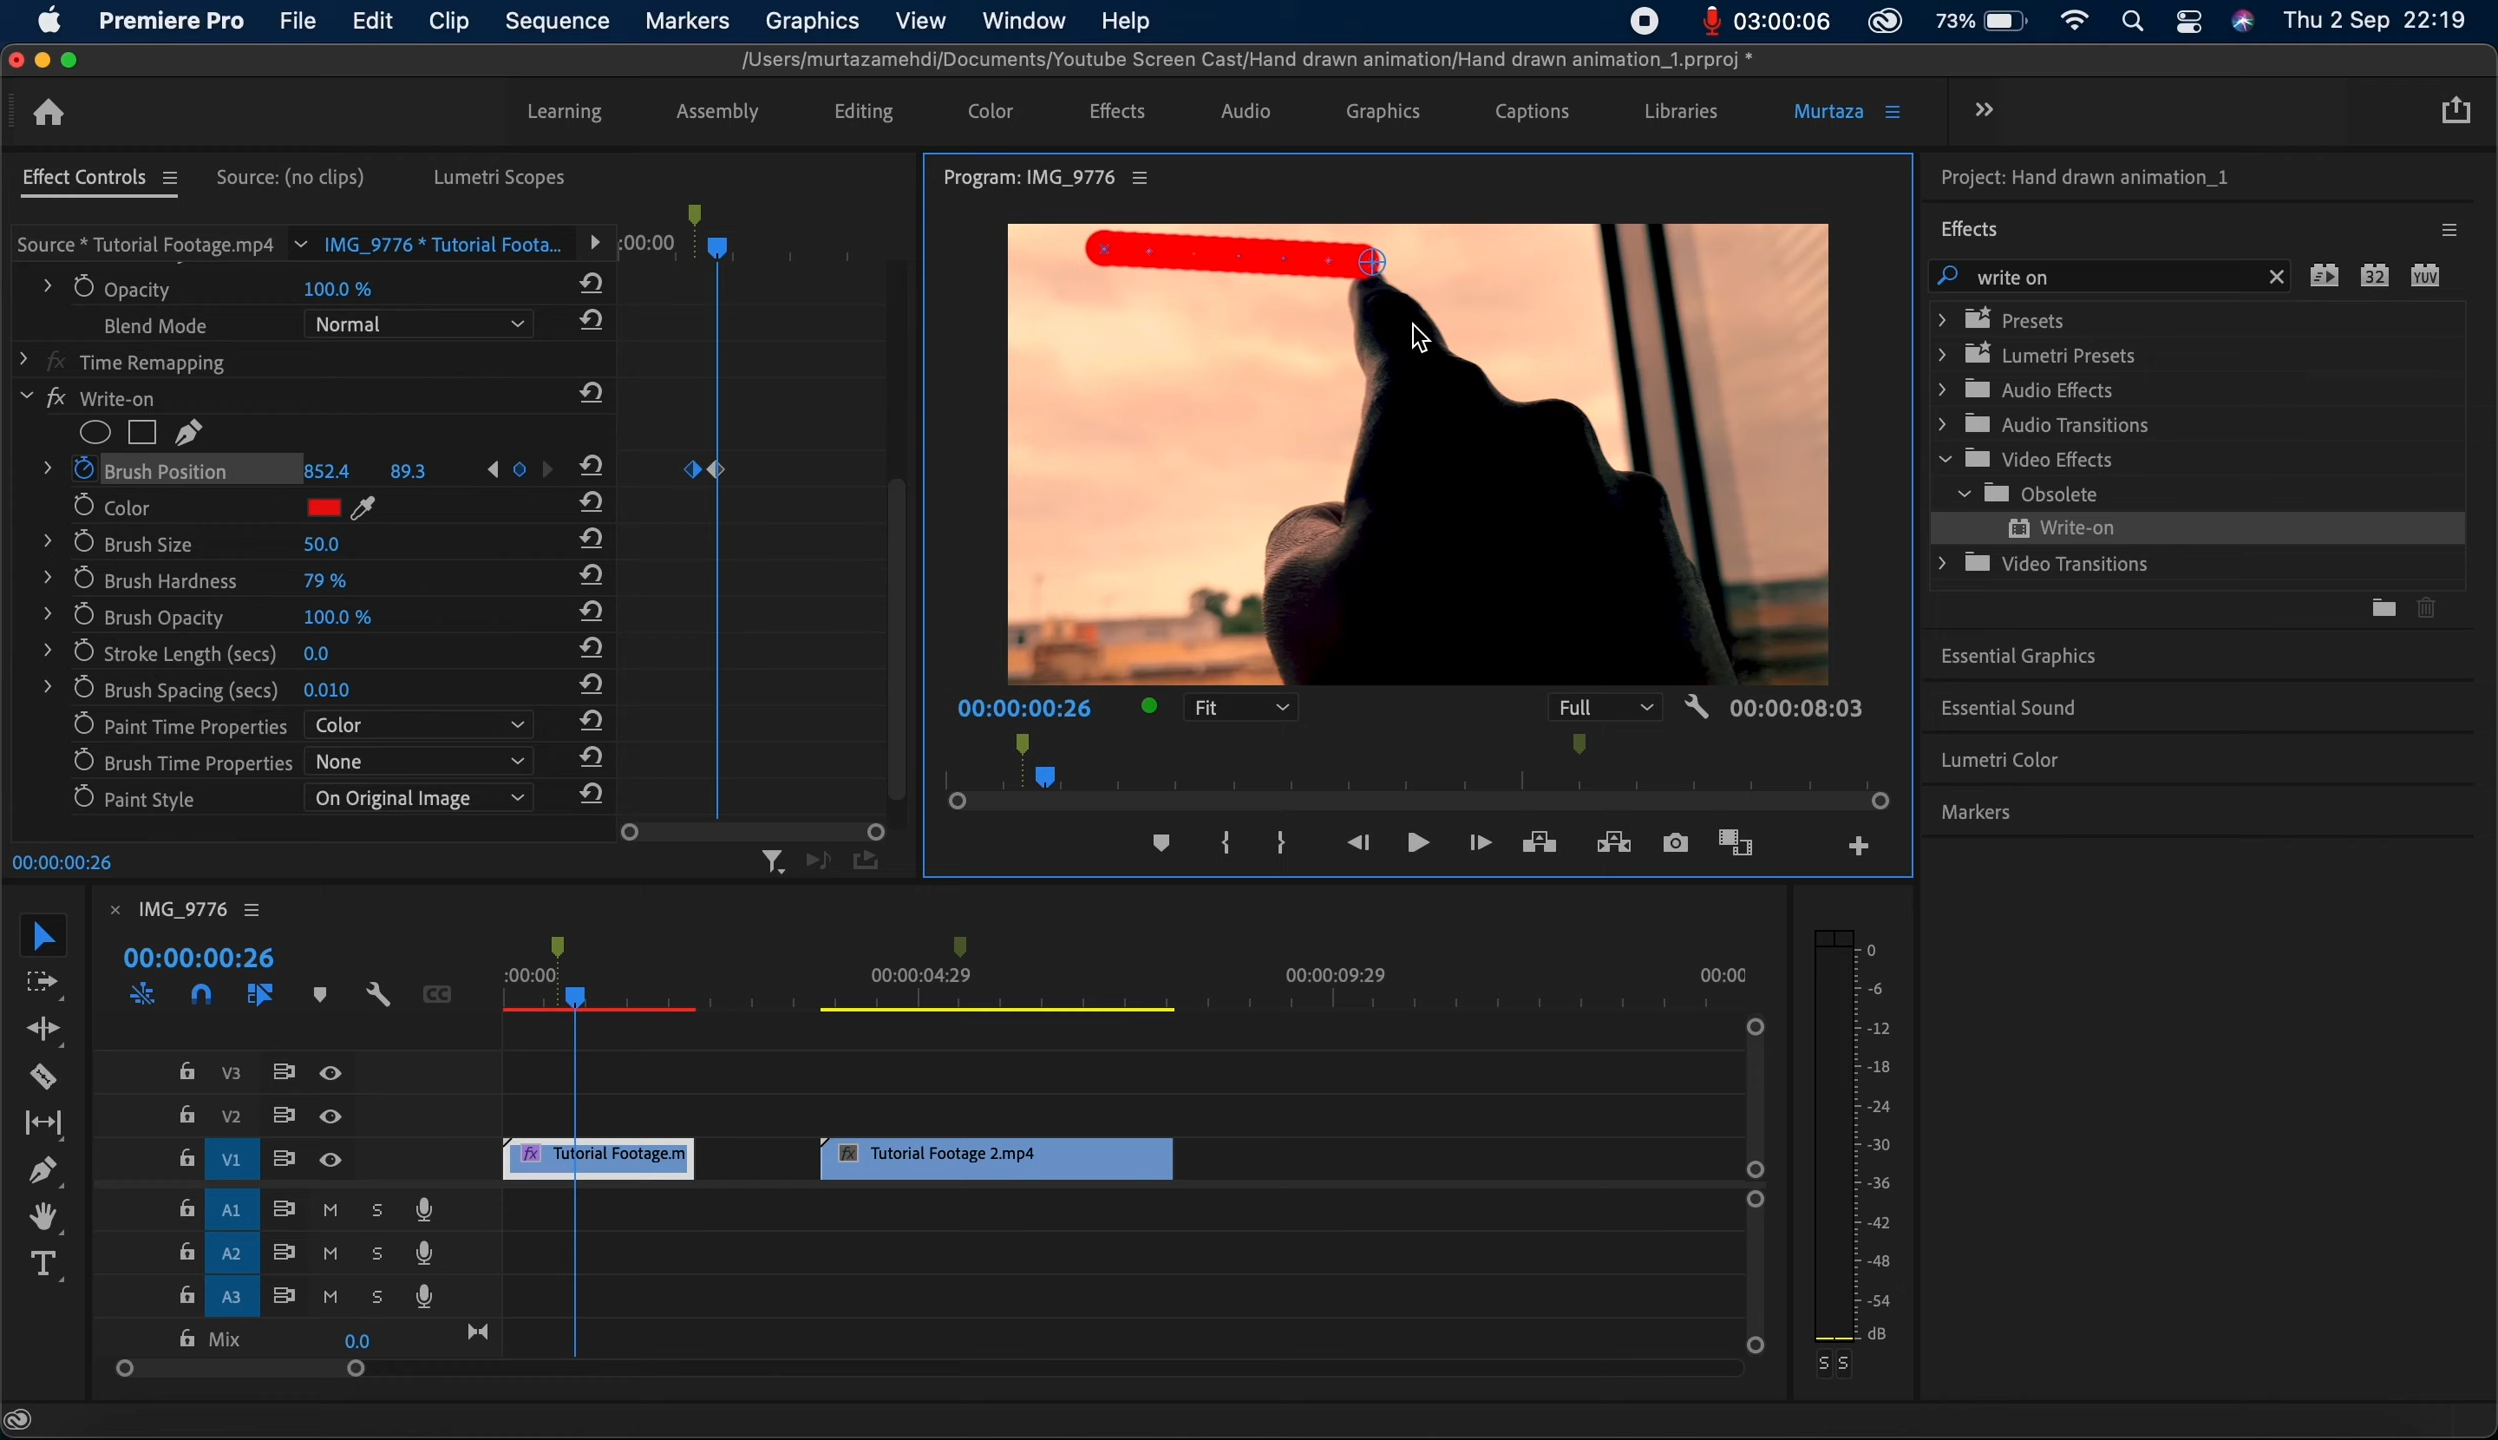 Premiere Pro File Edit Clip Sequence Markers Graphics View Window Help 03:00:06 73% Thu 2 Sep 22:19
/Users/murtazamehdi/Documents/Youtube Screen Cast/Hand drawn animation/Hand drawn animation_1.prproj *
Learning Assembly Editing Color Effects Audio Graphics Captions Libraries Murtaza
Effect Controls Source: (no clips) Lumetri Scopes
Source * Tutorial Footage.mp4 IMG_9776 * Tutorial Foota... :00:00
Opacity 100.0 %
Blend Mode Normal
fx Time Remapping
fx Write-on
Brush Position 852.4 89.3
Color
Brush Size 50.0
Brush Hardness 79 %
Brush Opacity 100.0 %
Stroke Length (secs) 0.0
Brush Spacing (secs) 0.010
Paint Time Properties Color
Brush Time Properties None
Paint Style On Original Image
00:00:00:26
Program: IMG_9776
00:00:00:26 Fit Full 00:00:08:03
Project: Hand drawn animation_1
Effects
write on 32 YUV
Presets
Lumetri Presets
Audio Effects
Audio Transitions
Video Effects
Obsolete
Write-on
Video Transitions
Essential Graphics
Essential Sound
Lumetri Color
Markers
IMG_9776
00:00:00:26
:00:00 00:00:04:29 00:00:09:29 00:00
CC
V3
V2
V1 fx Tutorial Footage.m fx Tutorial Footage 2.mp4
A1 M S
A2 M S
A3 M S
Mix 0.0
0
-6
-12
-18
-24
-30
-36
-42
-48
-54
dB
S S
T